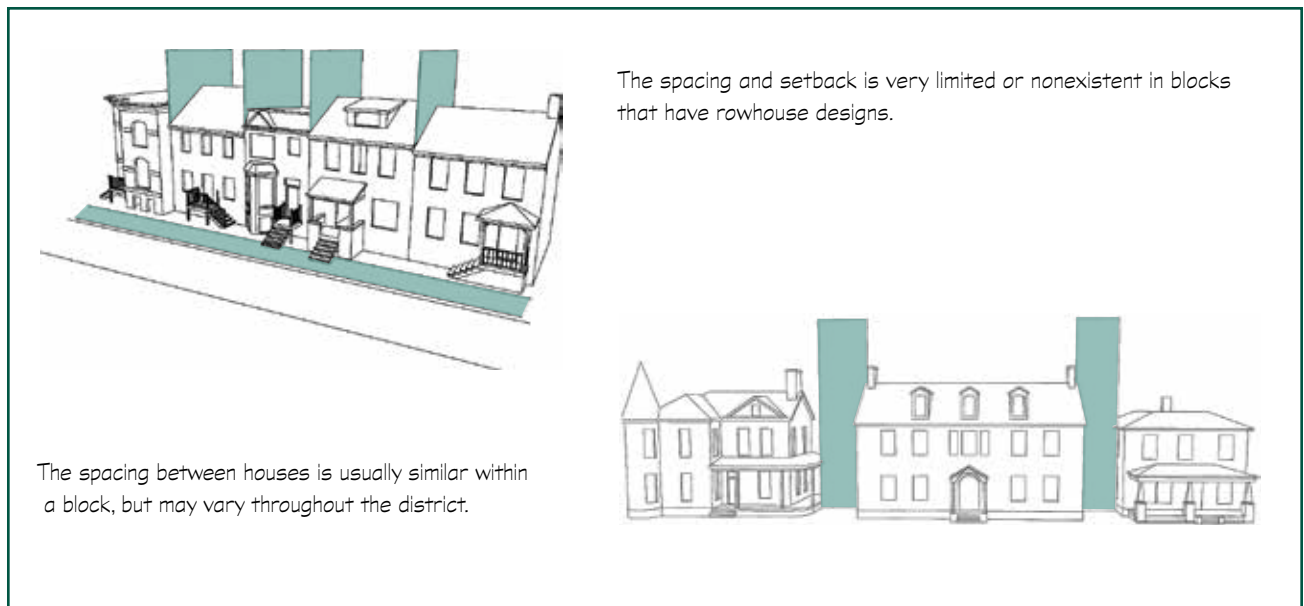 The spacing and setback is very limited or nonexistent in blocks
that have rowhouse designs.
The spacing between houses is usually similar within
a block, but may vary throughout the district.